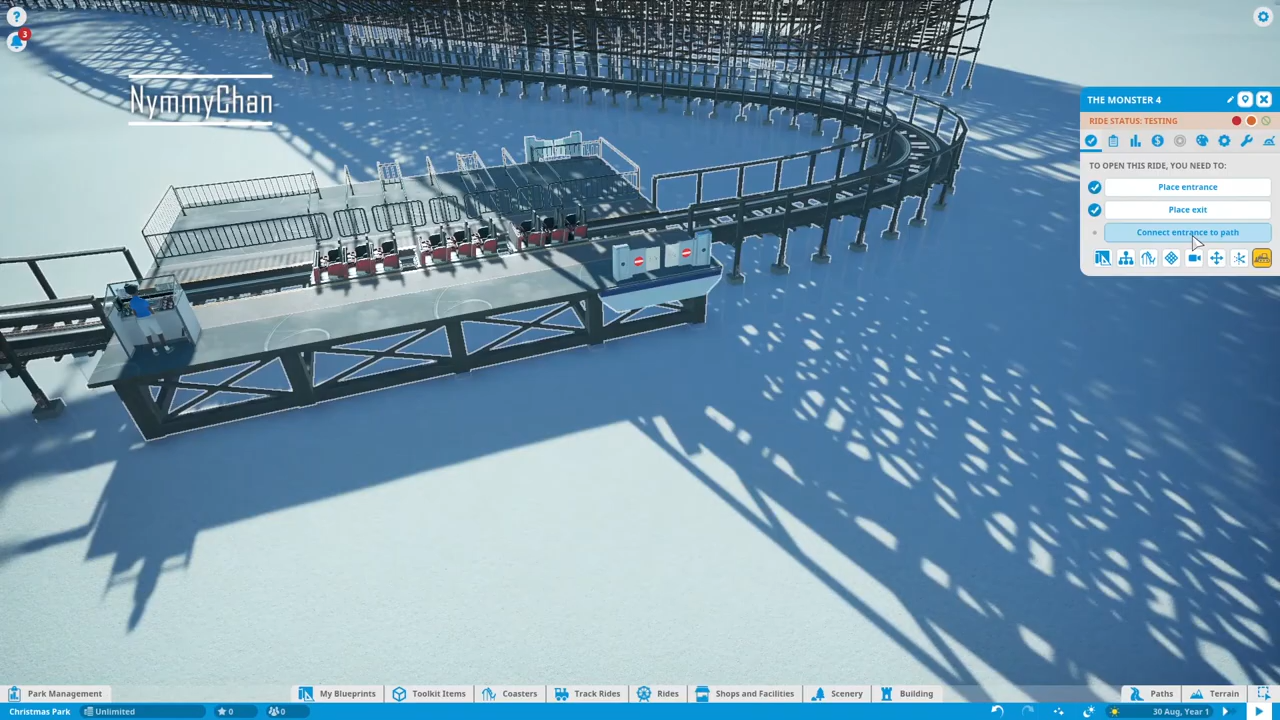 3
NymmyChan
THE MONSTER 4
RIDE STATUS: TESTING
TO OPEN THIS RIDE, YOU NEED TO:
Place entrance
Place exit
Connect entrance to path
Park Management
My Blueprints
Toolkit Items
Coasters
Track Rides
Rides
Shops and Facilities
Scenery
Building
Paths
Terrain
Christmas Park
Unlimited
0
0
30 Aug, Year 1